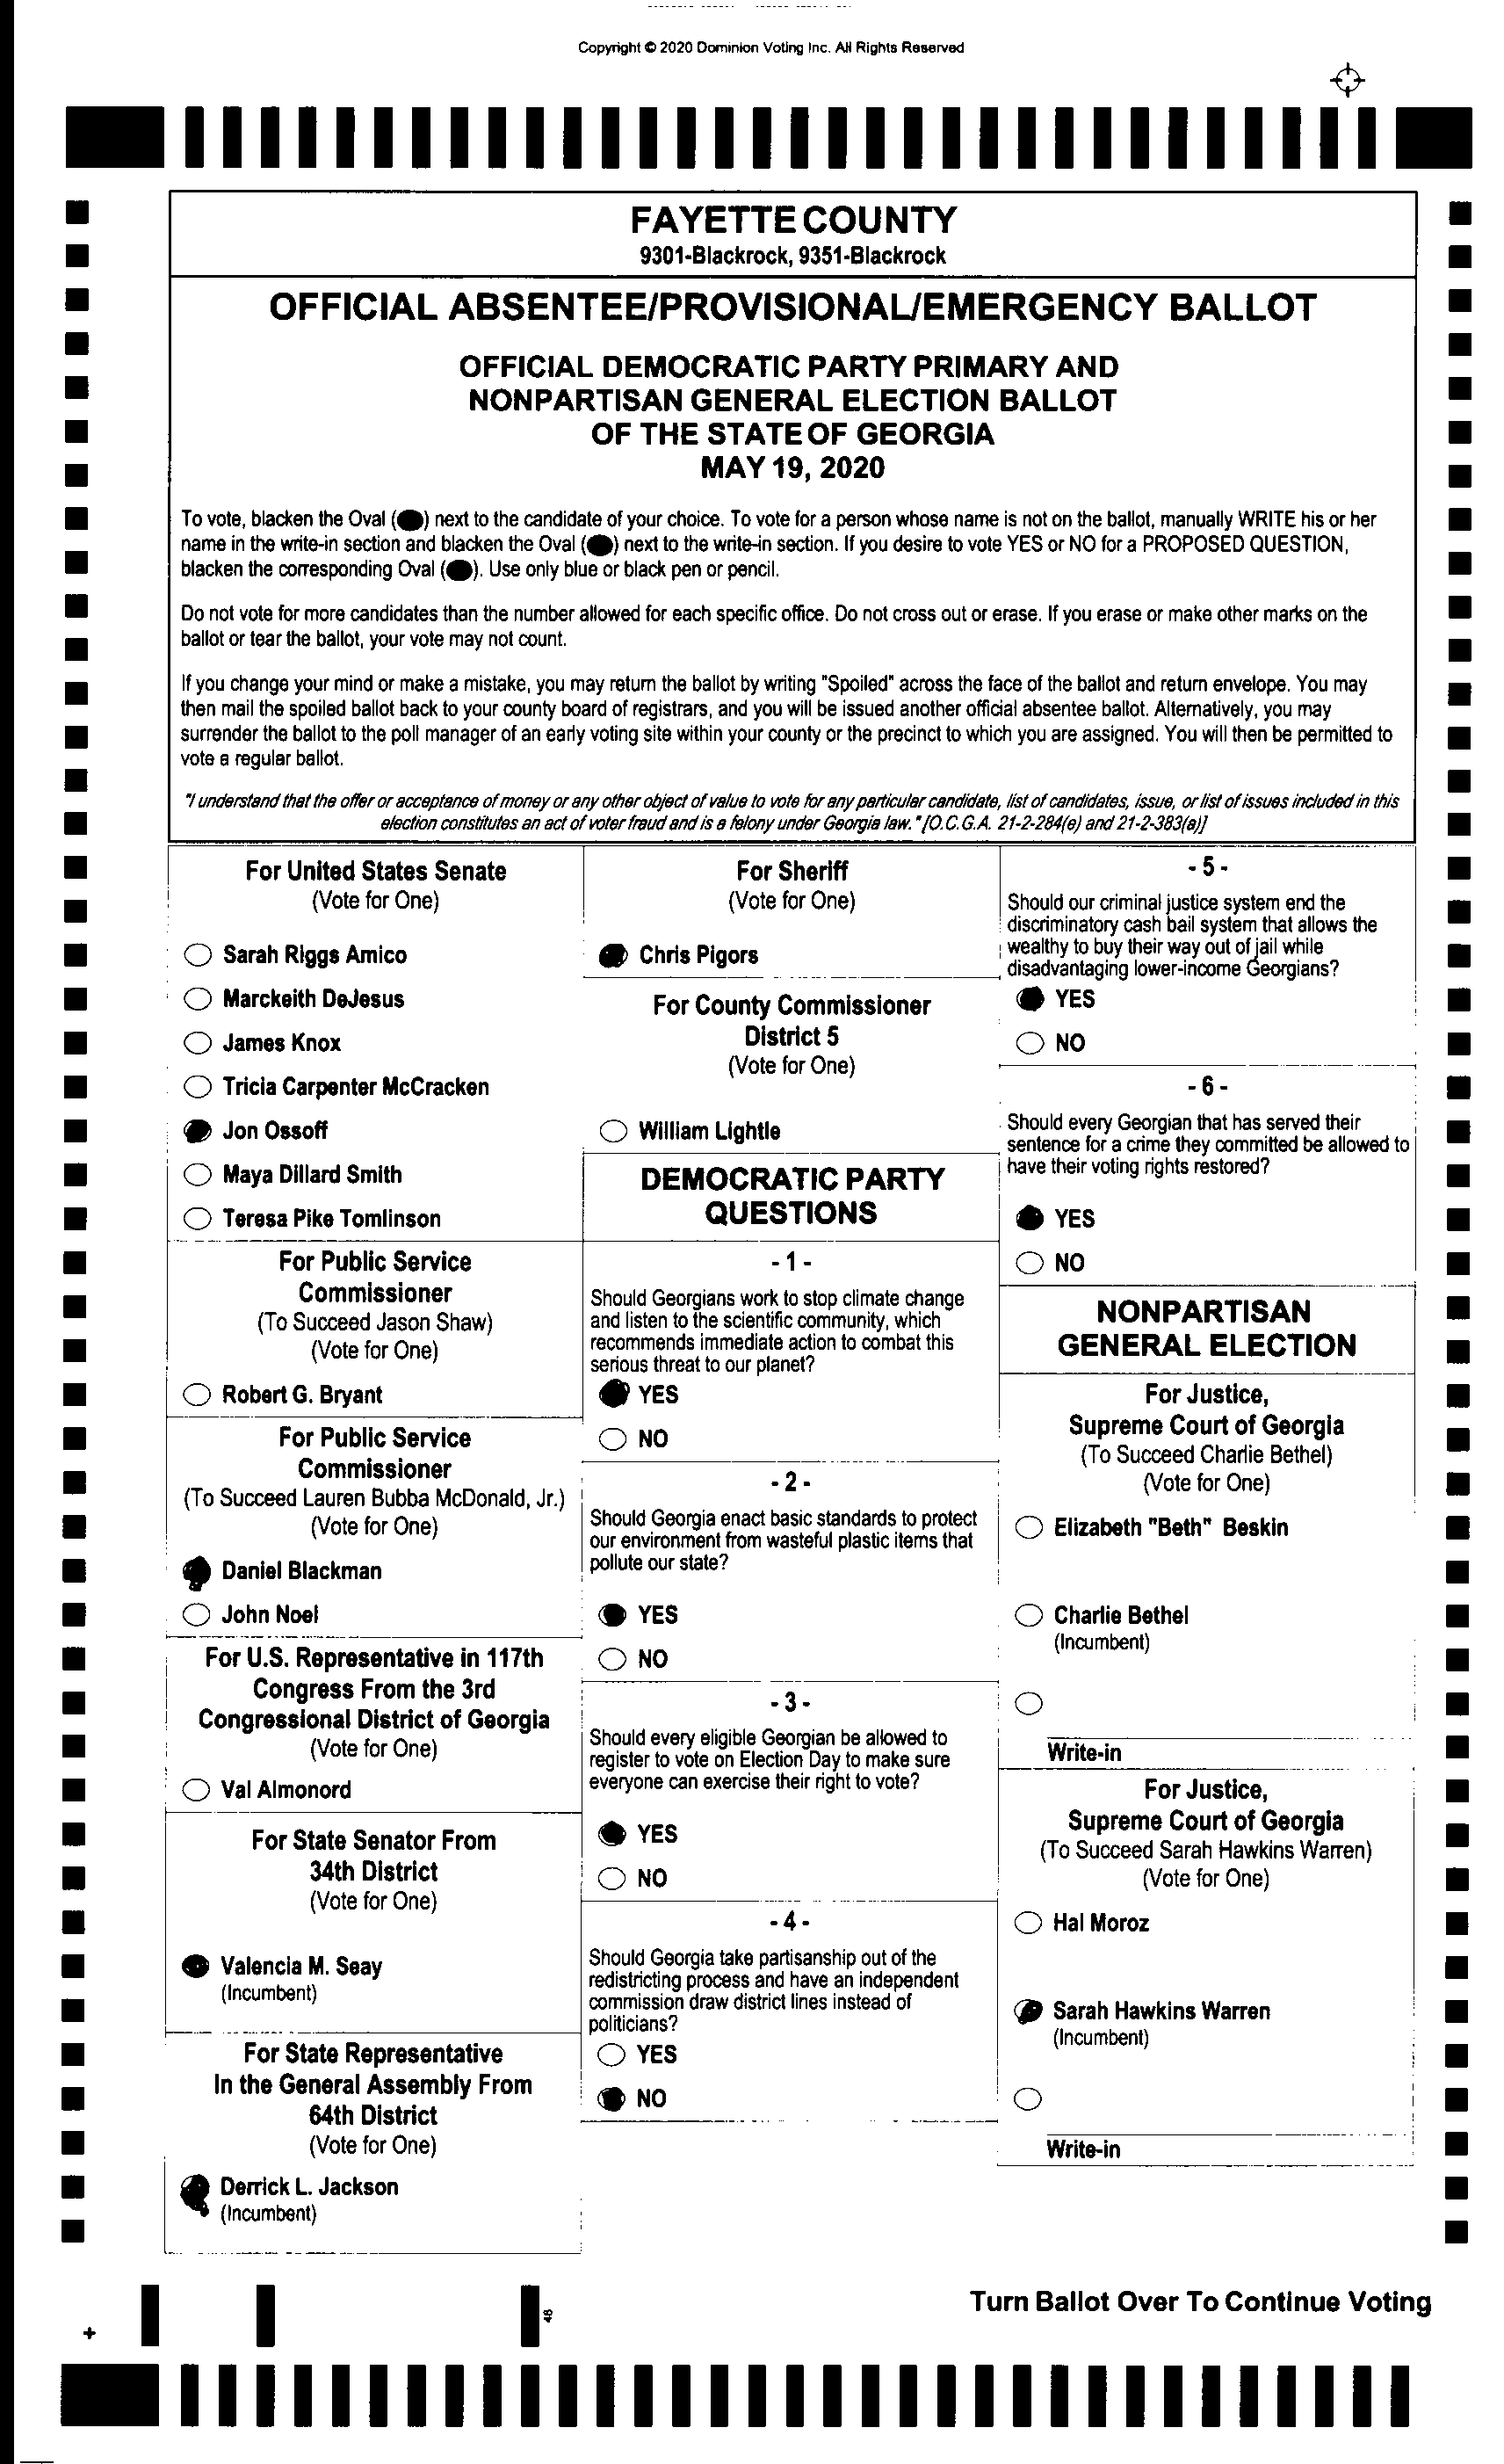 Copyright © 2020 Dominion Voting Inc. All Rights Reserved
FAYETTE COUNTY
9301-Blackrock, 9351-Blackrock
OFFICIAL ABSENTEE/PROVISIONAL/EMERGENCY BALLOT
OFFICIAL DEMOCRATIC PARTY PRIMARY AND
NONPARTISAN GENERAL ELECTION BALLOT
OF THE STATE OF GEORGIA
MAY 19, 2020
To vote, blacken the Oval (⬬) next to the candidate of your choice. To vote for a person whose name is not on the ballot, manually WRITE his or her
name in the write-in section and blacken the Oval (⬬) next to the write-in section. If you desire to vote YES or NO for a PROPOSED QUESTION,
blacken the corresponding Oval (⬬). Use only blue or black pen or pencil.
Do not vote for more candidates than the number allowed for each specific office. Do not cross out or erase. If you erase or make other marks on the
ballot or tear the ballot, your vote may not count.
If you change your mind or make a mistake, you may return the ballot by writing "Spoiled" across the face of the ballot and return envelope. You may
then mail the spoiled ballot back to your county board of registrars, and you will be issued another official absentee ballot. Alternatively, you may
surrender the ballot to the poll manager of an early voting site within your county or the precinct to which you are assigned. You will then be permitted to
vote a regular ballot.
"I understand that the offer or acceptance of money or any other object of value to vote for any particular candidate, list of candidates, issue, or list of issues included in this
election constitutes an act of voter fraud and is a felony under Georgia law." [O.C.G.A. 21-2-284(e) and 21-2-383(a)]
For United States Senate
(Vote for One)
Sarah Riggs Amico
Marckeith DeJesus
James Knox
Tricia Carpenter McCracken
Jon Ossoff
Maya Dillard Smith
Teresa Pike Tomlinson
For Public Service
Commissioner
(To Succeed Jason Shaw)
(Vote for One)
Robert G. Bryant
For Public Service
Commissioner
(To Succeed Lauren Bubba McDonald, Jr.)
(Vote for One)
Daniel Blackman
John Noel
For U.S. Representative in 117th
Congress From the 3rd
Congressional District of Georgia
(Vote for One)
Val Almonord
For State Senator From
34th District
(Vote for One)
Valencia M. Seay
(Incumbent)
For State Representative
In the General Assembly From
64th District
(Vote for One)
Derrick L. Jackson
(Incumbent)
For Sheriff
(Vote for One)
Chris Pigors
For County Commissioner
District 5
(Vote for One)
William Lightle
DEMOCRATIC PARTY
QUESTIONS
- 1 -
Should Georgians work to stop climate change
and listen to the scientific community, which
recommends immediate action to combat this
serious threat to our planet?
YES
NO
- 2 -
Should Georgia enact basic standards to protect
our environment from wasteful plastic items that
pollute our state?
YES
NO
- 3 -
Should every eligible Georgian be allowed to
register to vote on Election Day to make sure
everyone can exercise their right to vote?
YES
NO
- 4 -
Should Georgia take partisanship out of the
redistricting process and have an independent
commission draw district lines instead of
politicians?
YES
NO
- 5 -
Should our criminal justice system end the
discriminatory cash bail system that allows the
wealthy to buy their way out of jail while
disadvantaging lower-income Georgians?
YES
NO
- 6 -
Should every Georgian that has served their
sentence for a crime they committed be allowed to
have their voting rights restored?
YES
NO
NONPARTISAN
GENERAL ELECTION
For Justice,
Supreme Court of Georgia
(To Succeed Charlie Bethel)
(Vote for One)
Elizabeth "Beth" Beskin
Charlie Bethel
(Incumbent)
Write-in
For Justice,
Supreme Court of Georgia
(To Succeed Sarah Hawkins Warren)
(Vote for One)
Hal Moroz
Sarah Hawkins Warren
(Incumbent)
Write-in
Turn Ballot Over To Continue Voting
48
+